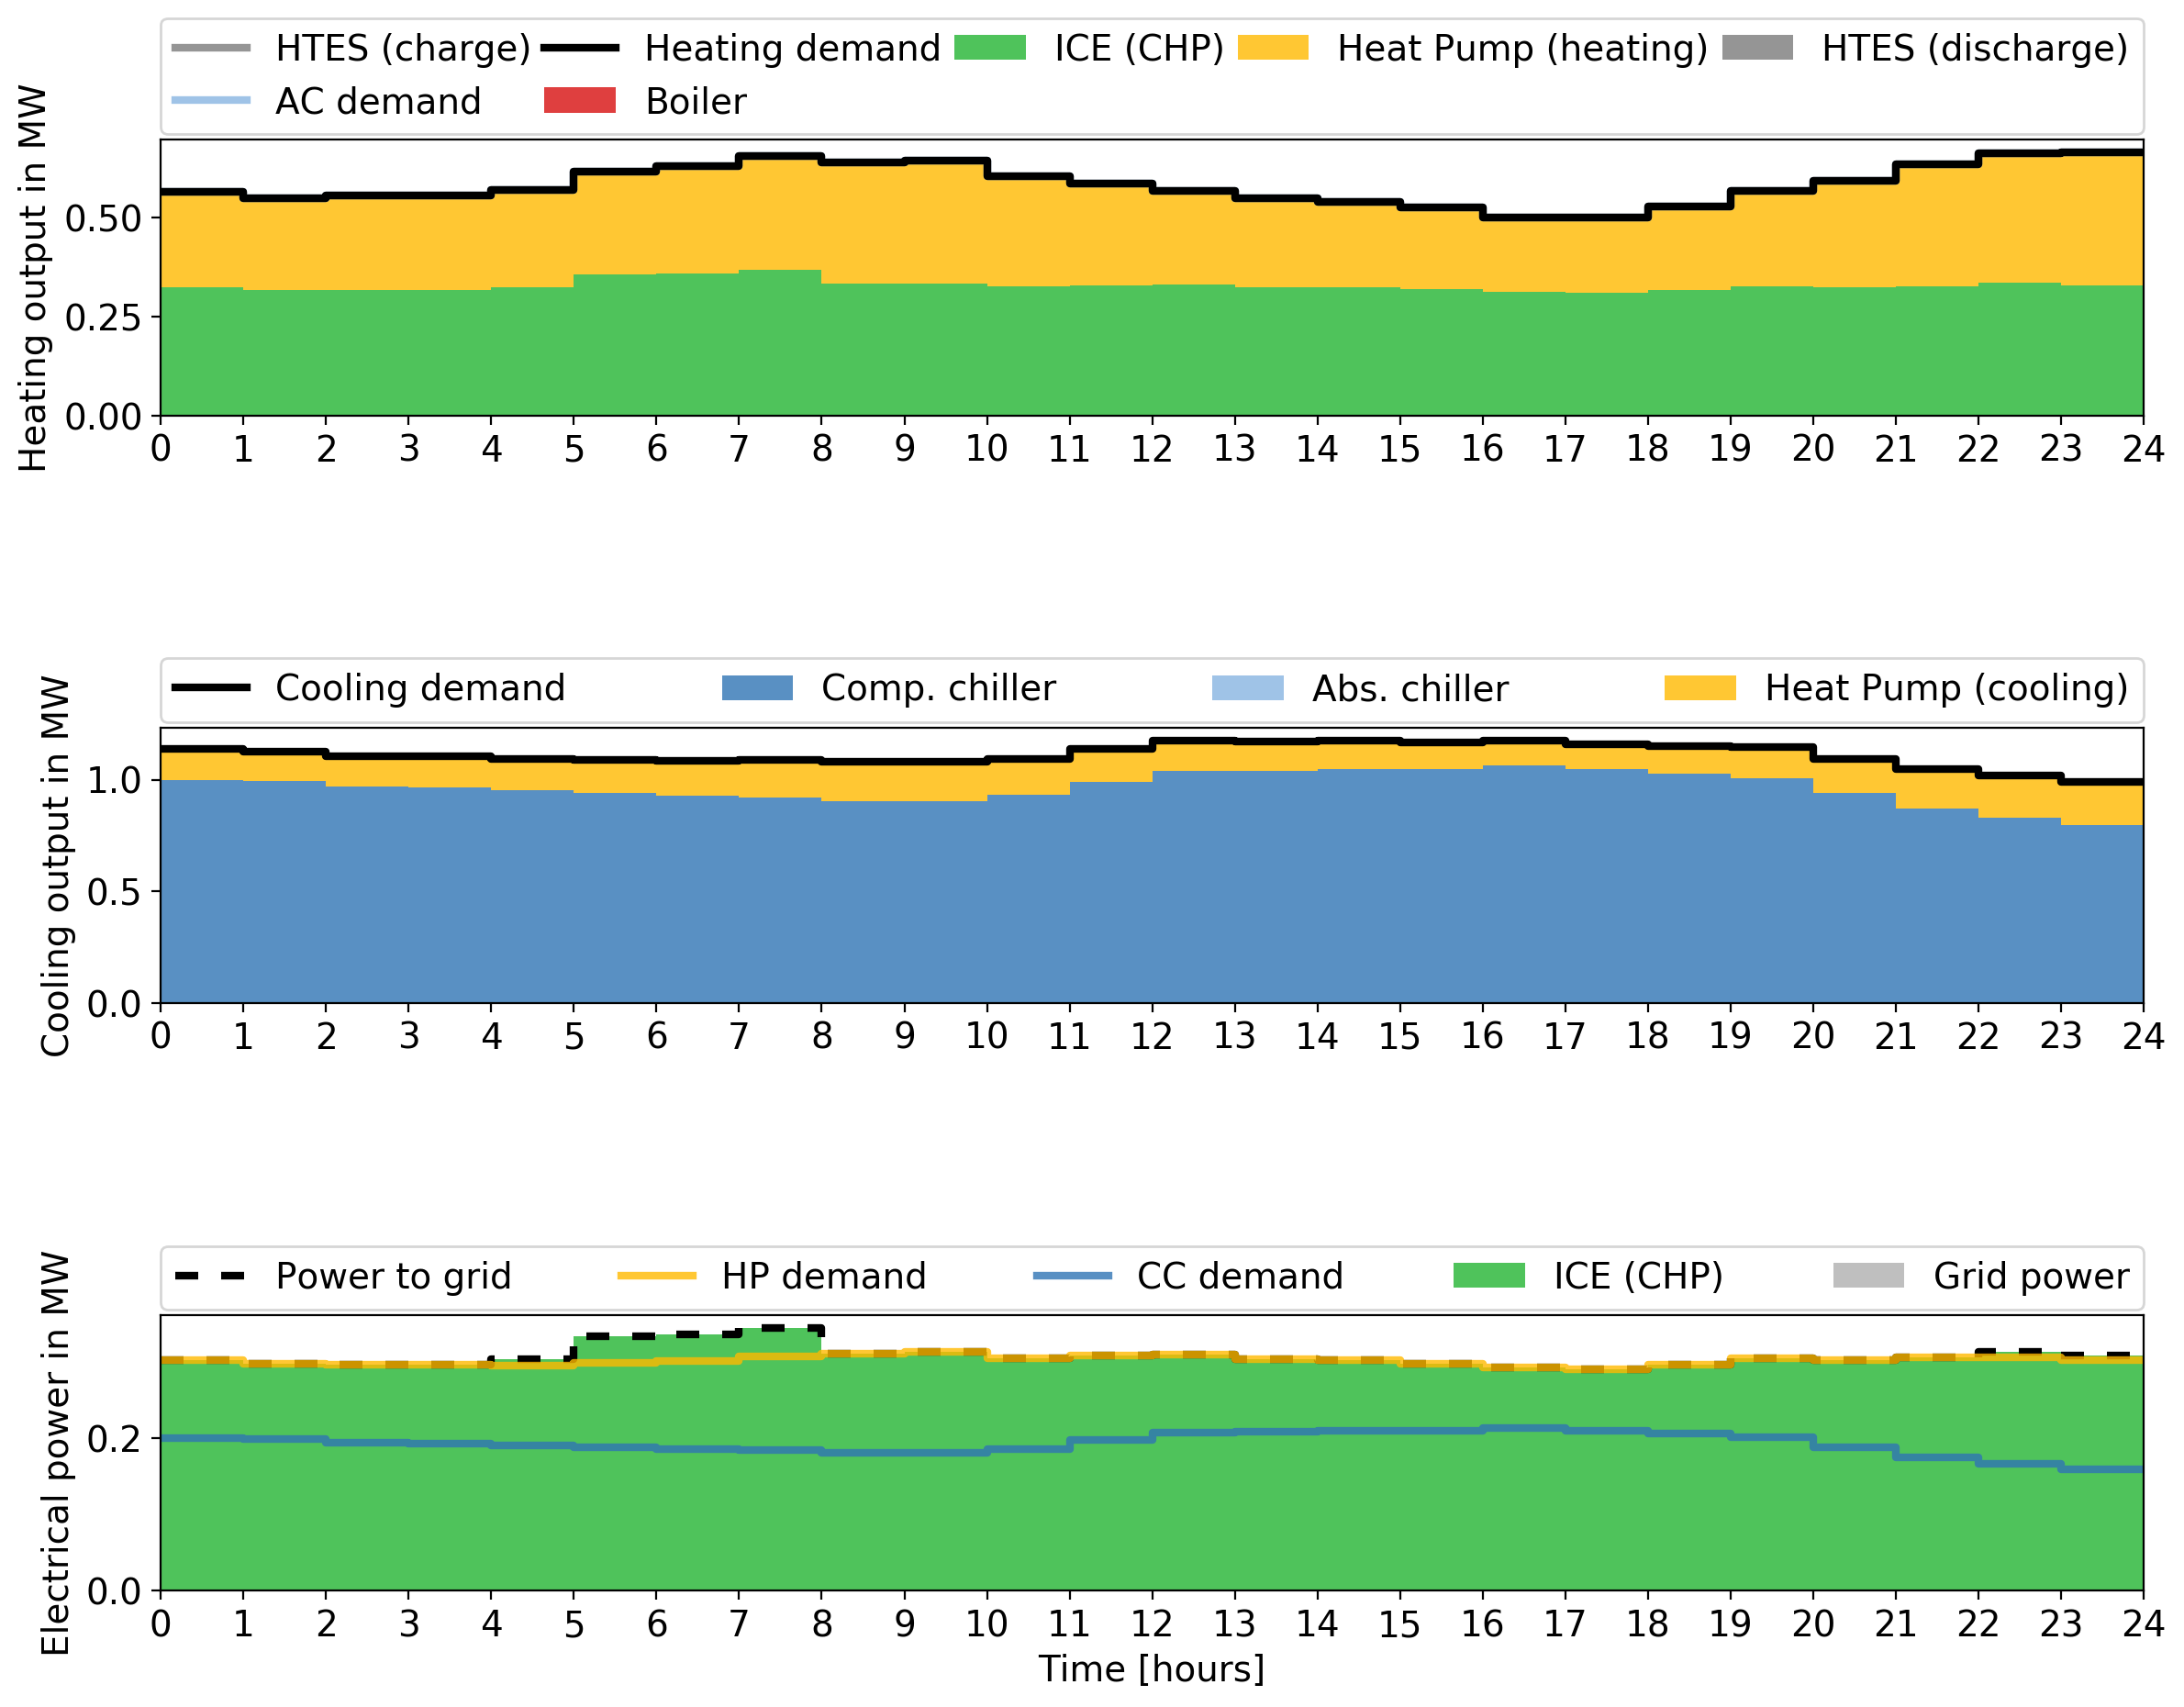 HTES (charge) Heating demand ICE (CHP) Heat Pump (heating) HTES (discharge)
AC demand Boiler
Heating output in MW
0.50
0.25
0.00
0 1 2 3 4 5 6 7 8 9 10 11 12 13 14 15 16 17 18 19 20 21 22 23 24
Cooling demand Comp. chiller Abs. chiller Heat Pump (cooling)
Cooling output in MW
1.0
0.5
0.0
0 1 2 3 4 5 6 7 8 9 10 11 12 13 14 15 16 17 18 19 20 21 22 23 24
Power to grid HP demand CC demand ICE (CHP) Grid power
Electrical power in MW
0.2
0.0
0 1 2 3 4 5 6 7 8 9 10 11 12 13 14 15 16 17 18 19 20 21 22 23 24
Time [hours]